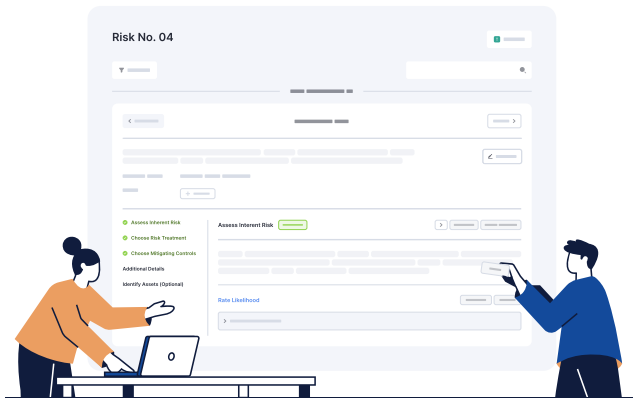 Risk No. 04
Assess Inherent Risk
Choose Risk Treatment
Choose Mitigating Controls
Additional Details
Identify Assets (Optional)
Assess Inherent Risk
Rate Likelihood